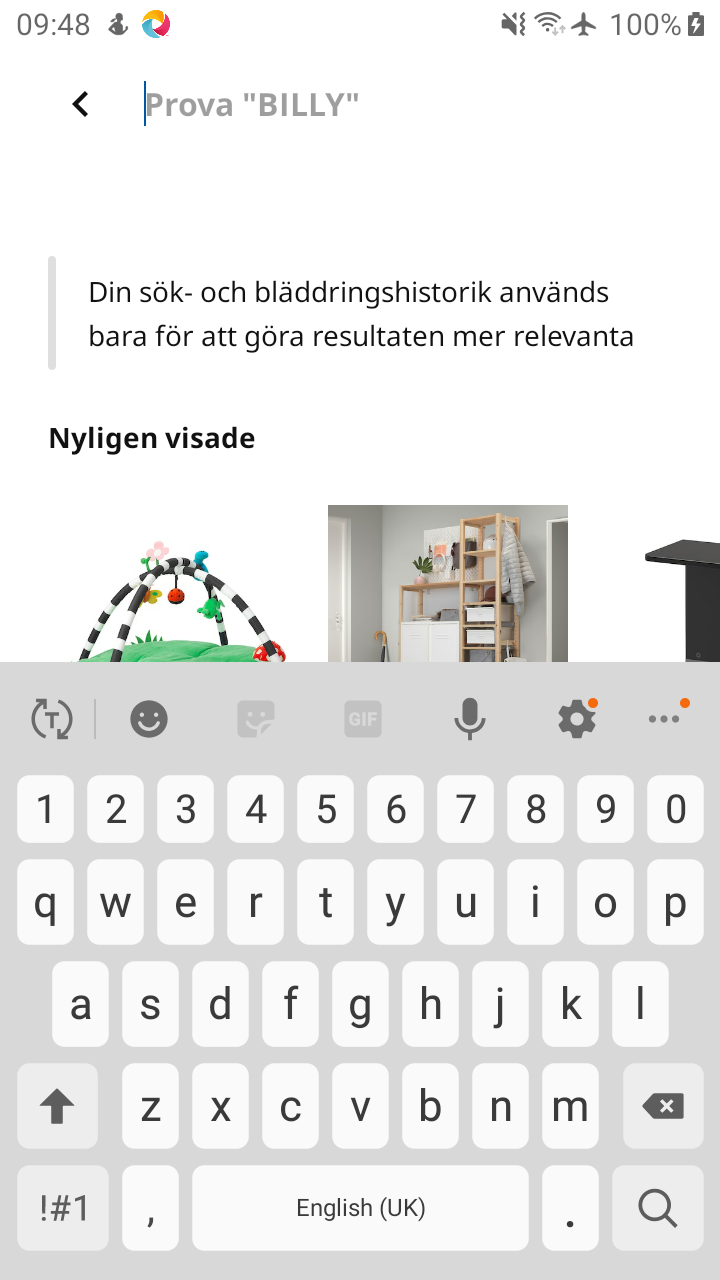 09:48
100%
Prova "BILLY"
Din sök- och bläddringshistorik används
bara för att göra resultaten mer relevanta
Nyligen visade
T
GIF
1 2 3 4 5 6 7 8 9 0
q w e r t y u i o p
a s d f g h j k l
z x c v b n m
!#1 , English (UK) .